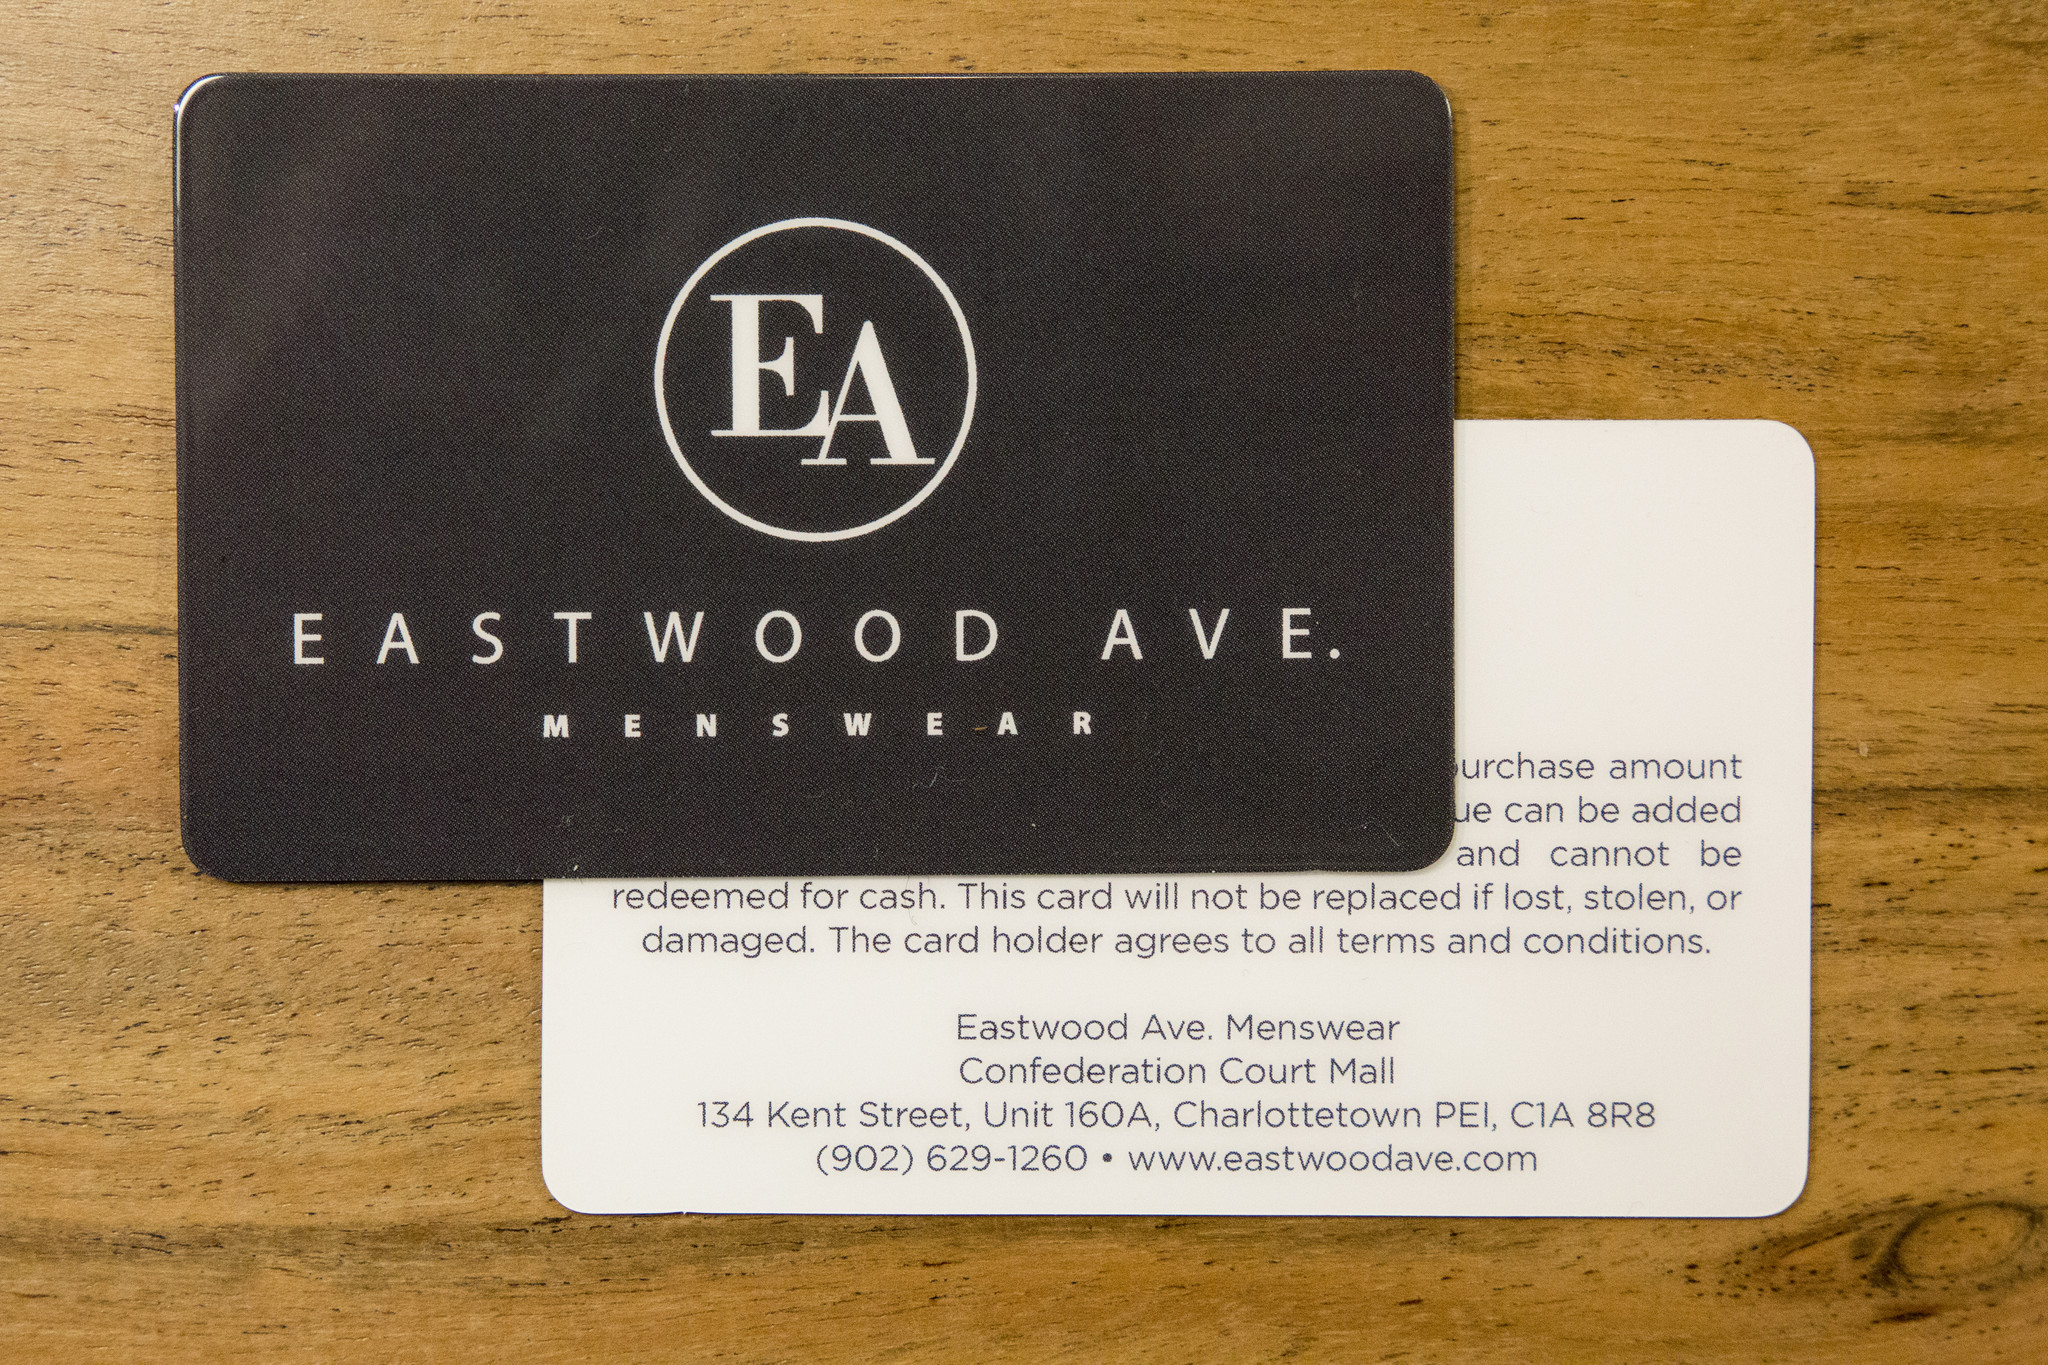 EA
EASTWOOD AVE.
MENSWEAR
purchase amount
can be added
and cannot be
redeemed for cash. This card will not be replaced if lost, stolen, or
damaged. The card holder agrees to all terms and conditions.
Eastwood Ave. Menswear
Confederation Court Mall
134 Kent Street, Unit 160A, Charlottetown PEI, C1A 8R8
(902) 629-1260 • www.eastwoodave.com